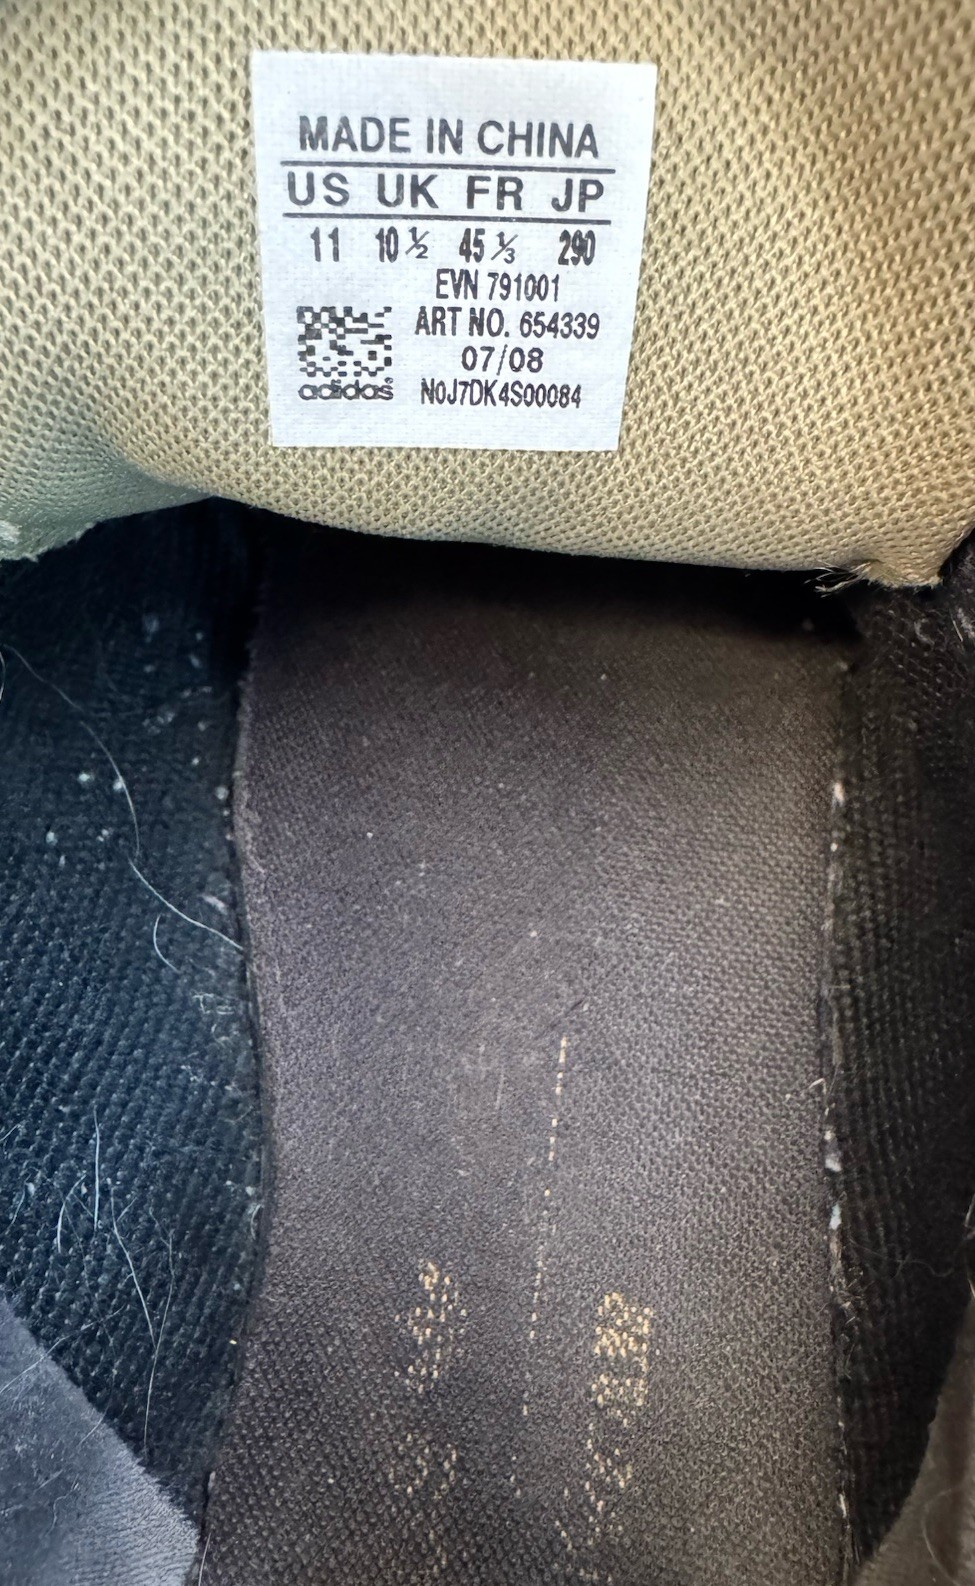 MADE IN CHINA
US UK FR JP
11 10½ 45⅓ 290
EVN 791001
ART NO. 654339
07/08
adidas® N0J7DK4S00084